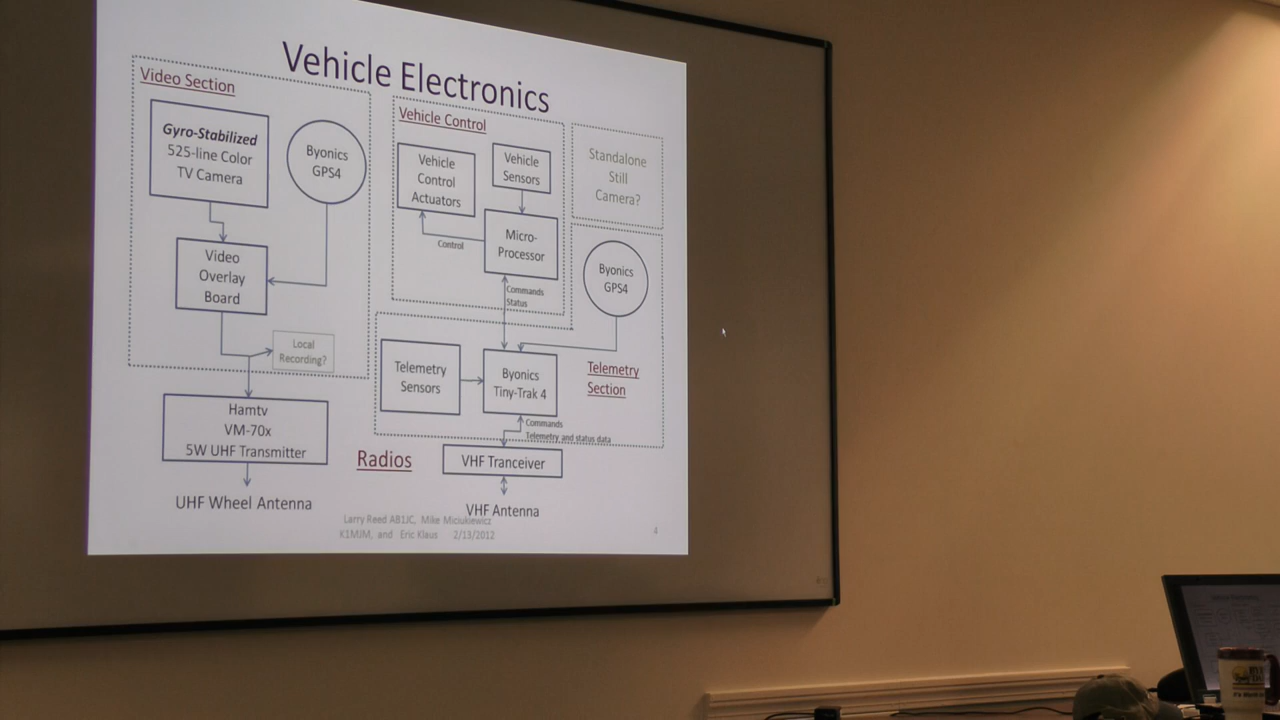 Vehicle Electronics
Video Section
Gyro-Stabilized
525-line Color
TV Camera
Byonics
GPS4
Video
Overlay
Board
Local
Recording?
Hamtv
VM-70x
5W UHF Transmitter
UHF Wheel Antenna
Vehicle Control
Vehicle
Control
Actuators
Vehicle
Sensors
Micro-
Processor
Control
Commands
Status
Standalone
Still
Camera?
Byonics
GPS4
Telemetry
Sensors
Byonics
Tiny-Trak 4
Telemetry
Section
Commands
Telemetry and status data
Radios
VHF Tranceiver
VHF Antenna
Larry Reed AB1JC, Mike Miciukiewicz
K1MJM, and Eric Klaus 2/13/2012
4